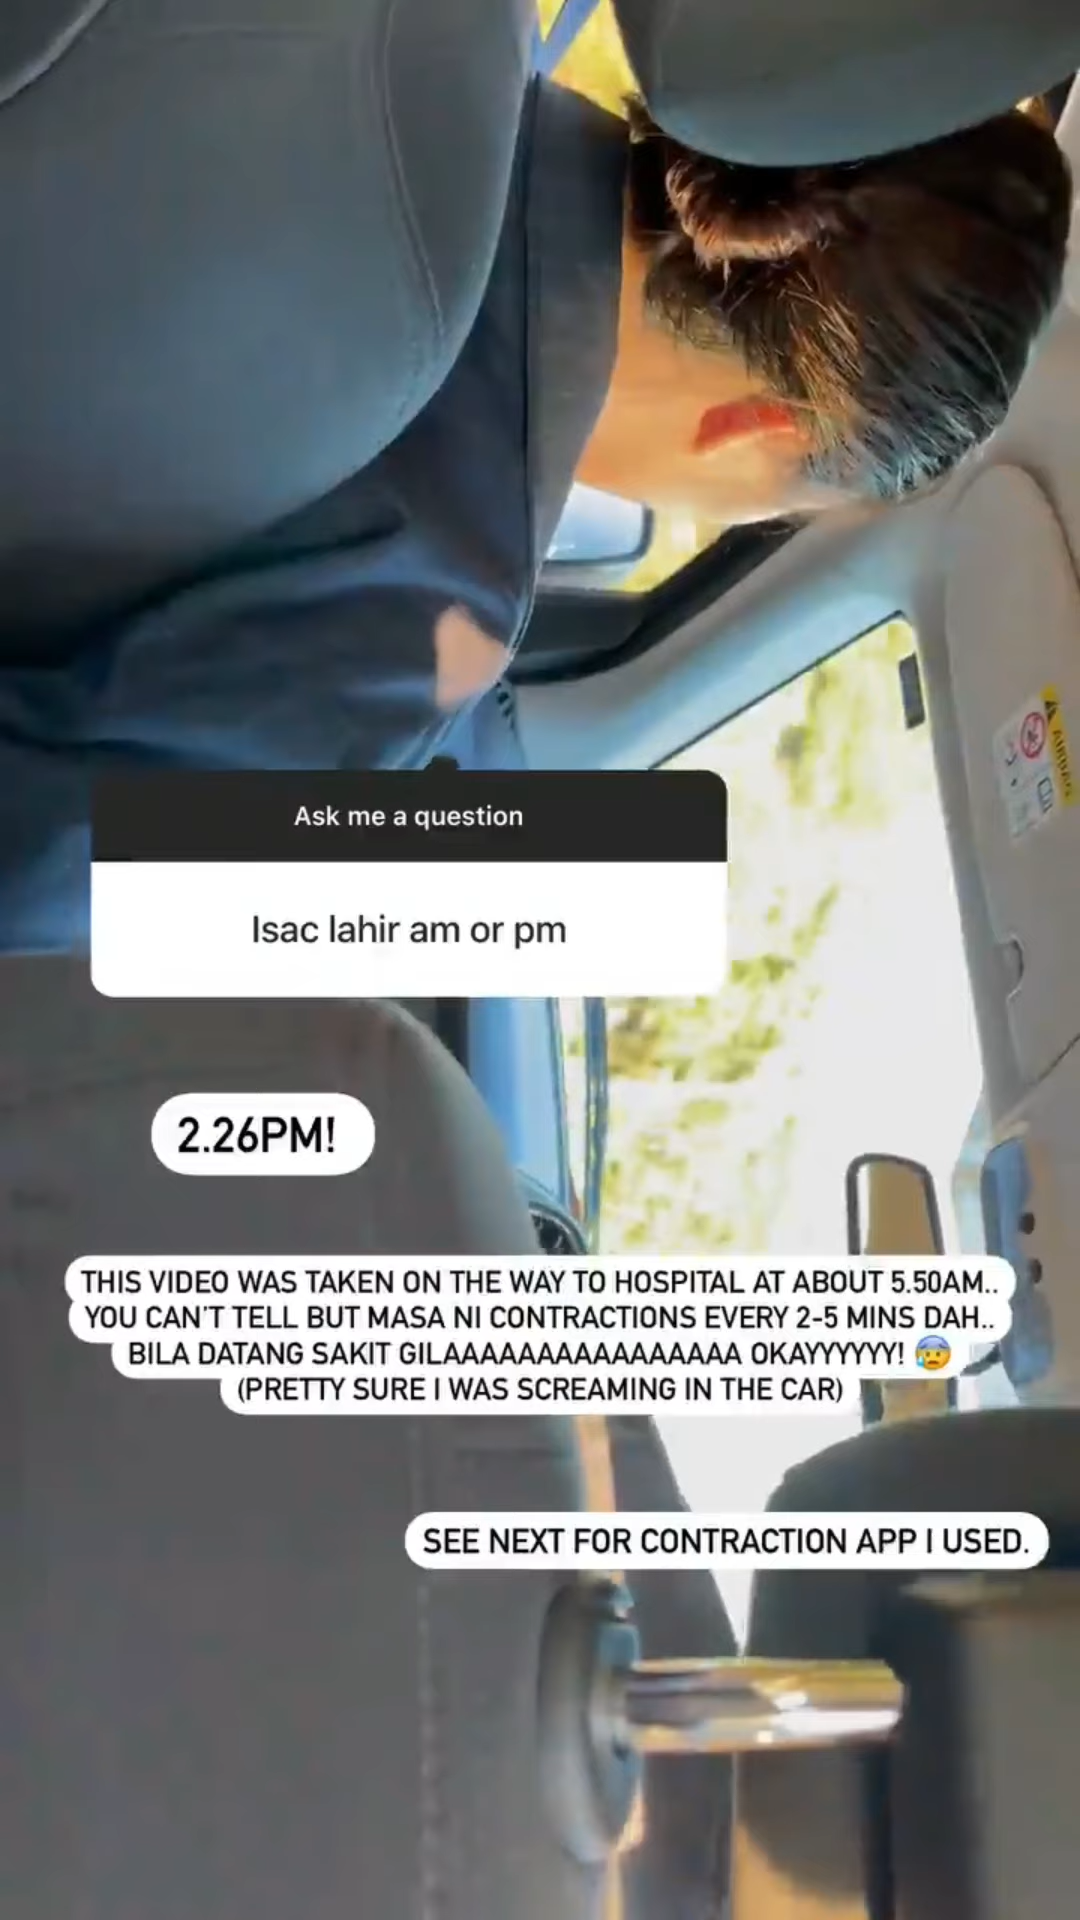 Ask me a question
Isac lahir am or pm
2.26PM!
THIS VIDEO WAS TAKEN ON THE WAY TO HOSPITAL AT ABOUT 5.50AM..
YOU CAN'T TELL BUT MASA NI CONTRACTIONS EVERY 2-5 MINS DAH..
BILA DATANG SAKIT GILAAAAAAAAAAAAAAAA OKAYYYYYY! 😰
(PRETTY SURE I WAS SCREAMING IN THE CAR)
SEE NEXT FOR CONTRACTION APP I USED.
AIRBAG